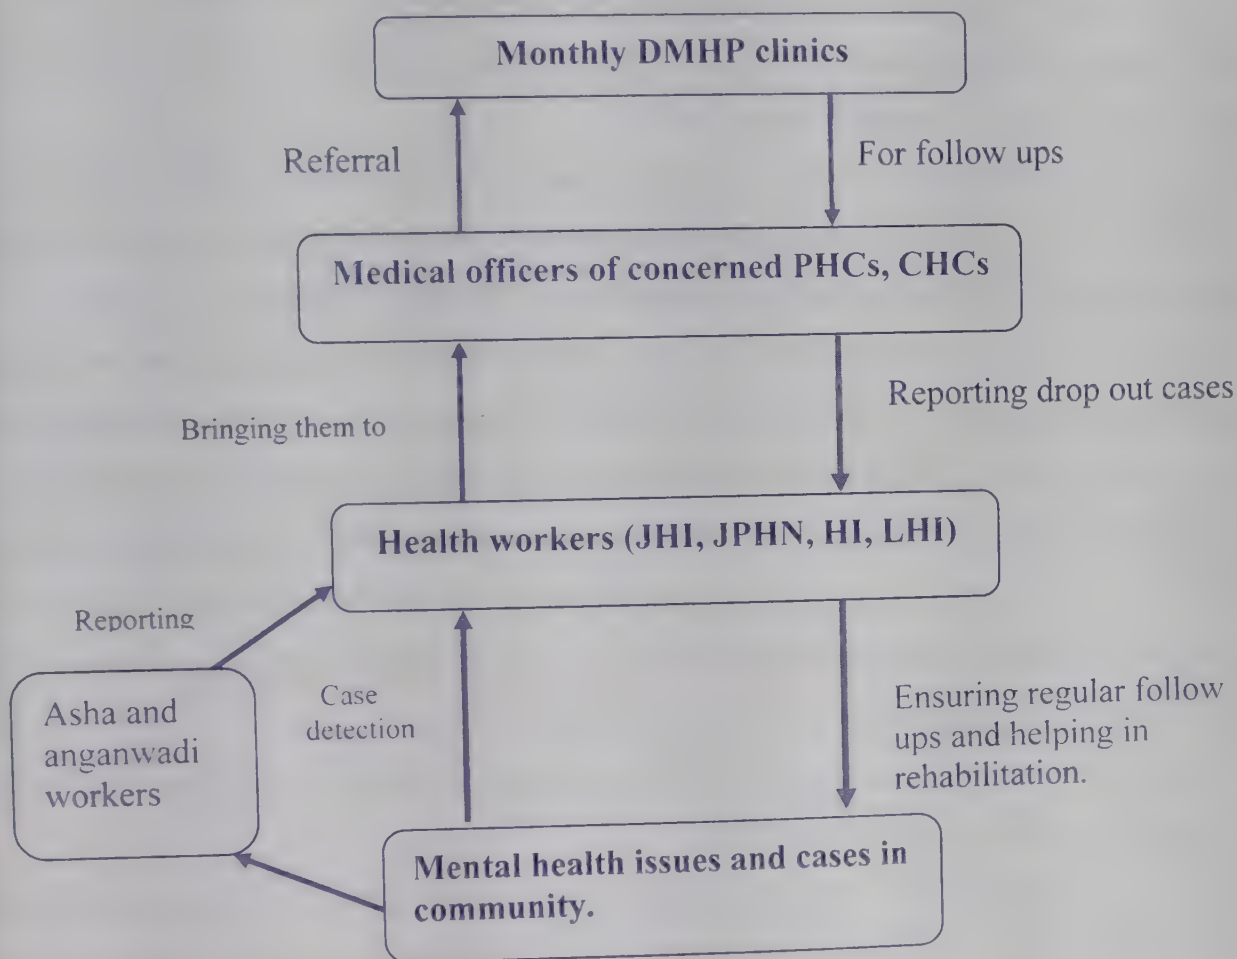 Monthly DMHP clinics
Referral
For follow ups
Medical officers of concerned PHCs, CHCs
Bringing them to
Reporting drop out cases
Health workers (JHI, JPHN, HI, LHI)
Reporting
Case
detection
Asha and
anganwadi
workers
Ensuring regular follow
ups and helping in
rehabilitation.
Mental health issues and cases in
community.